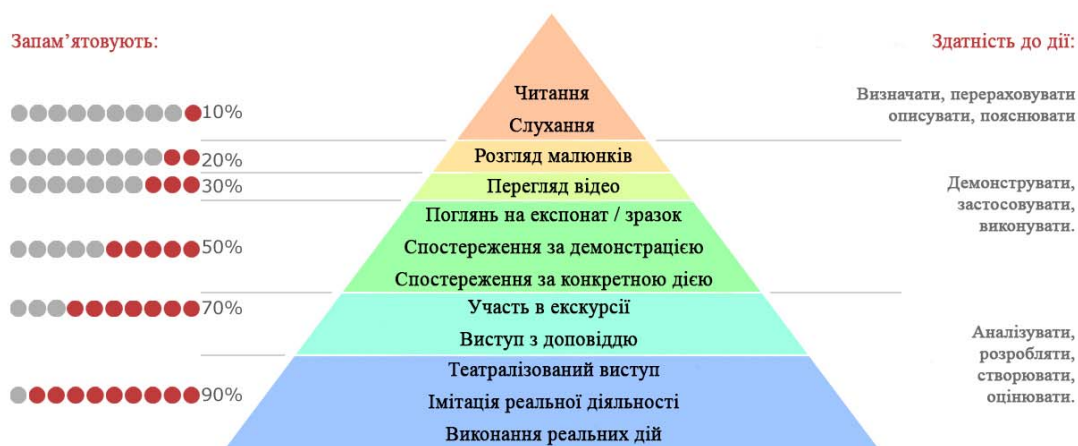 Запам’ятовують:
Здатність до дії:
Читання
Слухання
10%
Визначати, перераховувати
описувати, пояснювати
Розгляд малюнків
20%
Перегляд відео
30%
Демонструвати,
застосовувати,
виконувати.
Поглянь на експонат / зразок
Спостереження за демонстрацією
Спостереження за конкретною дією
50%
Участь в екскурсії
Виступ з доповіддю
70%
Аналізувати,
розробляти,
створювати,
оцінювати.
Театралізований виступ
Імітація реальної діяльності
Виконання реальних дій
90%